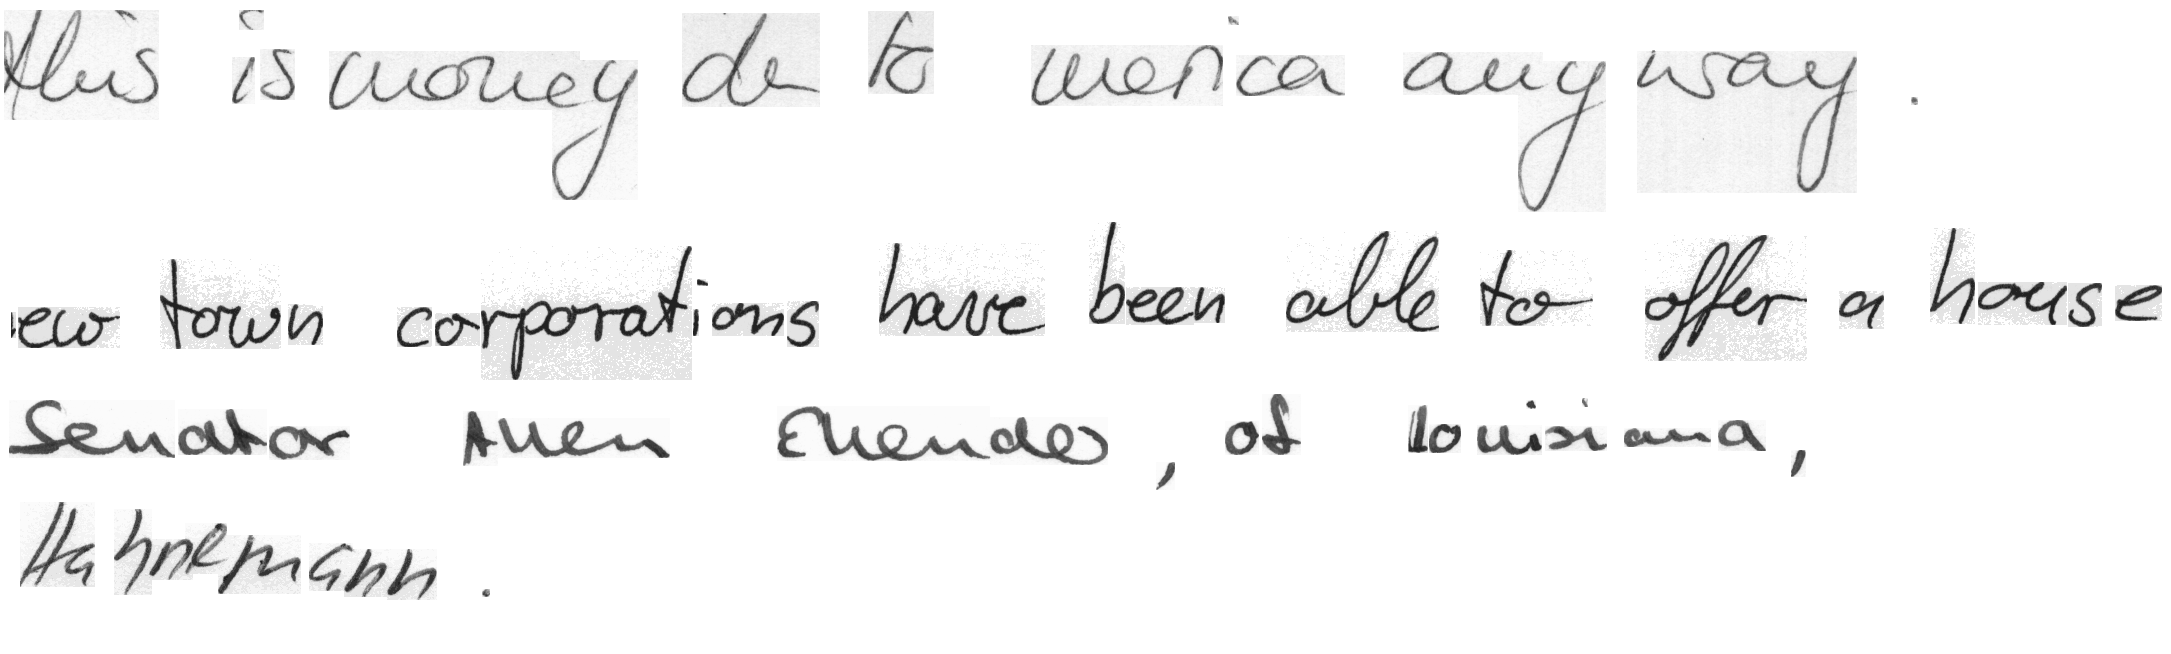 this is money due to merica anyway .
ew town corporations have been able to offer a house
Senator Allen Ellender , of Louisiana ,
Hahnemann .